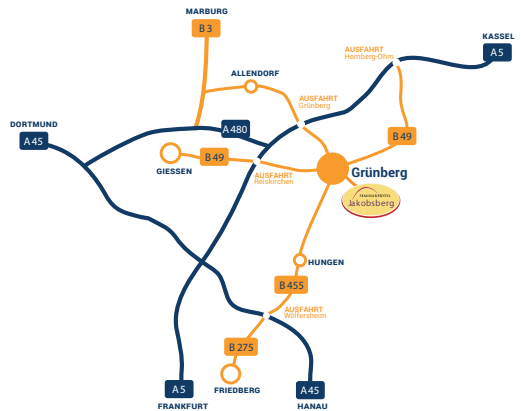 MARBURG
B 3
KASSEL
A 5
AUSFAHRT
Homberg-Ohm
ALLENDORF
AUSFAHRT
Grünberg
DORTMUND
A 45
A 480
B 49
B 49
GIESSEN
AUSFAHRT
Reiskirchen
Grünberg
Jakobsberg
HUNGEN
B 455
AUSFAHRT
Wölfersheim
B 275
FRIEDBERG
A 5
FRANKFURT
A 45
HANAU